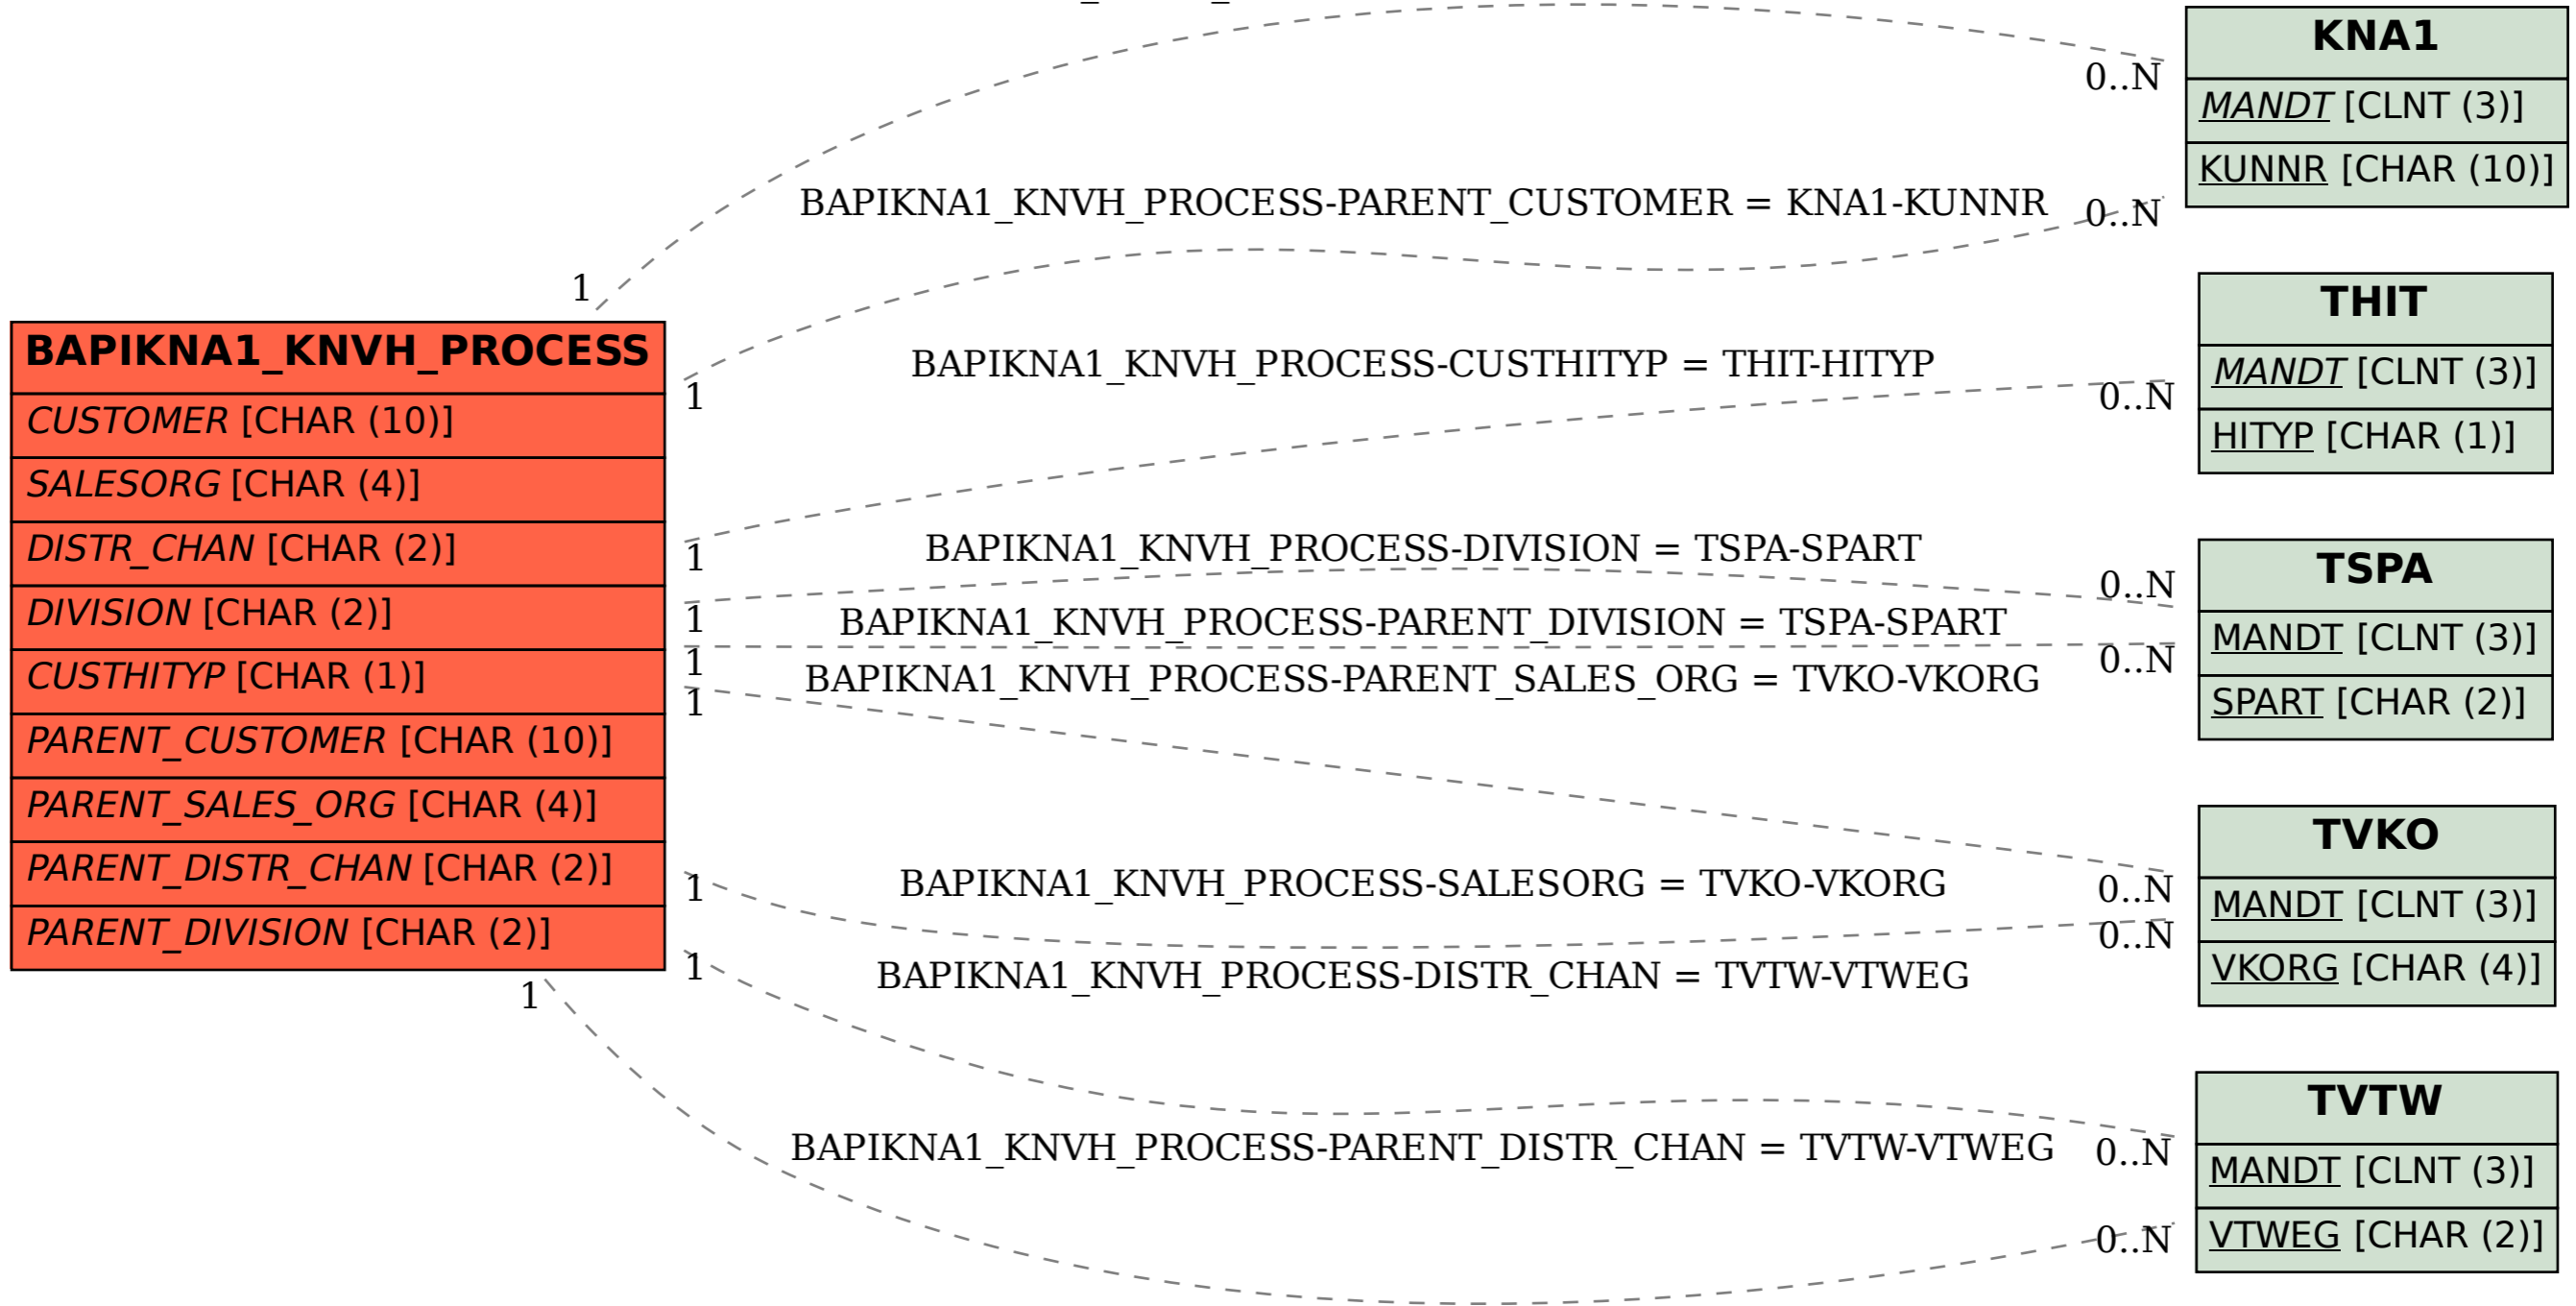 KNA1
MANDT [CLNT (3)]
KUNNR [CHAR (10)]
0..N
BAPIKNA1_KNVH_PROCESS-PARENT_CUSTOMER = KNA1-KUNNR
0..N
1
THIT
MANDT [CLNT (3)]
HITYP [CHAR (1)]
BAPIKNA1_KNVH_PROCESS
CUSTOMER [CHAR (10)]
SALESORG [CHAR (4)]
DISTR_CHAN [CHAR (2)]
DIVISION [CHAR (2)]
CUSTHITYP [CHAR (1)]
PARENT_CUSTOMER [CHAR (10)]
PARENT_SALES_ORG [CHAR (4)]
PARENT_DISTR_CHAN [CHAR (2)]
PARENT_DIVISION [CHAR (2)]
BAPIKNA1_KNVH_PROCESS-CUSTHITYP = THIT-HITYP
1
0..N
BAPIKNA1_KNVH_PROCESS-DIVISION = TSPA-SPART
1
0..N
TSPA
MANDT [CLNT (3)]
SPART [CHAR (2)]
1
BAPIKNA1_KNVH_PROCESS-PARENT_DIVISION = TSPA-SPART
1
0..N
BAPIKNA1_KNVH_PROCESS-PARENT_SALES_ORG = TVKO-VKORG
1
TVKO
MANDT [CLNT (3)]
VKORG [CHAR (4)]
BAPIKNA1_KNVH_PROCESS-SALESORG = TVKO-VKORG
1
0..N
0..N
BAPIKNA1_KNVH_PROCESS-DISTR_CHAN = TVTW-VTWEG
1
1
TVTW
MANDT [CLNT (3)]
VTWEG [CHAR (2)]
BAPIKNA1_KNVH_PROCESS-PARENT_DISTR_CHAN = TVTW-VTWEG
0..N
0..N